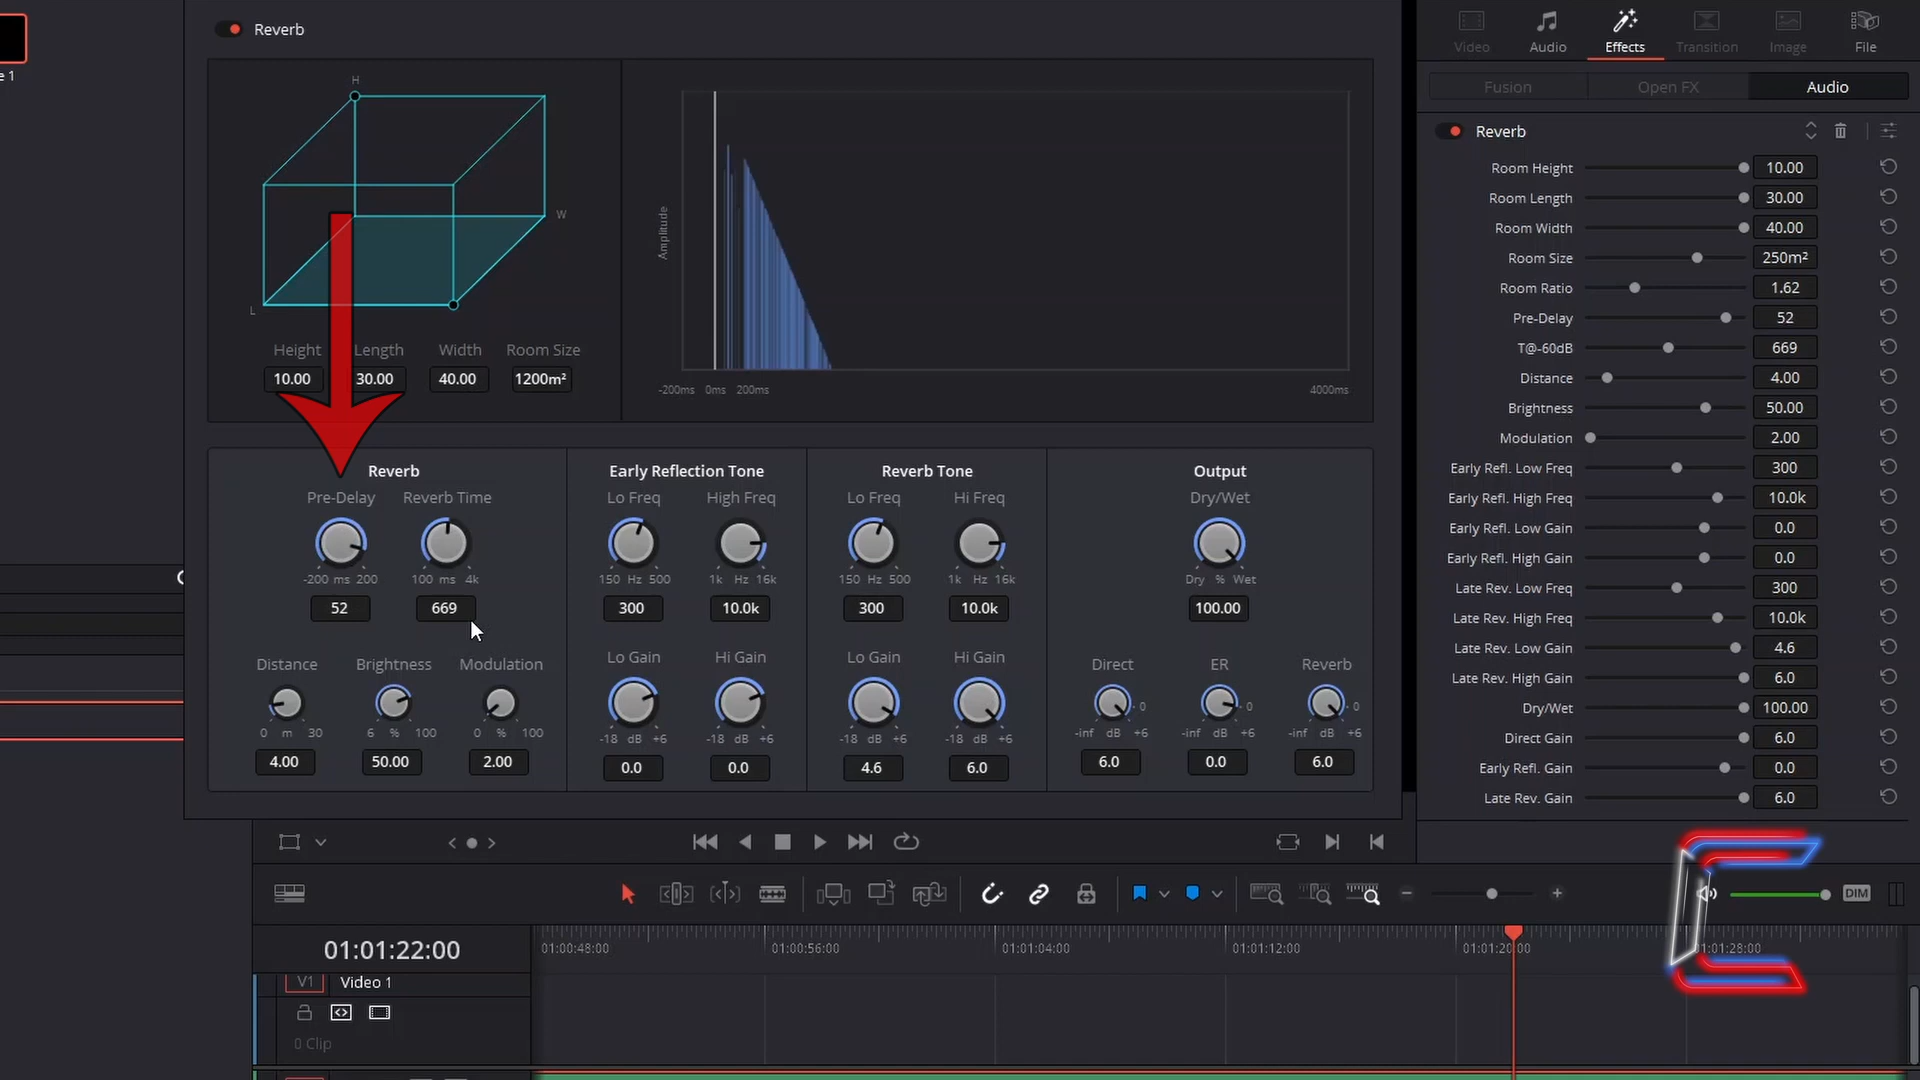 e 1
Reverb
H
W
L
Height Length Width Room Size
10.00 30.00 40.00 1200m²
Amplitude
-200ms 0ms 200ms 4000ms
Reverb
Pre-Delay Reverb Time
-200 ms 200 100 ms 4k
52 669
Distance Brightness Modulation
0 m 30 6 % 100 0 % 100
4.00 50.00 2.00
Early Reflection Tone
Lo Freq High Freq
150 Hz 500 1k Hz 16k
300 10.0k
Lo Gain Hi Gain
-18 dB +6 -18 dB +6
0.0 0.0
Reverb Tone
Lo Freq Hi Freq
150 Hz 500 1k Hz 16k
300 10.0k
Lo Gain Hi Gain
-18 dB +6 -18 dB +6
4.6 6.0
Output
Dry/Wet
Dry % Wet
100.00
Direct ER Reverb
0 0 0
-inf dB +6 -inf dB +6 -inf dB +6
6.0 0.0 6.0
Video Audio Effects Transition Image File
Fusion Open FX Audio
Reverb
Room Height 10.00
Room Length 30.00
Room Width 40.00
Room Size 250m²
Room Ratio 1.62
Pre-Delay 52
T@-60dB 669
Distance 4.00
Brightness 50.00
Modulation 2.00
Early Refl. Low Freq 300
Early Refl. High Freq 10.0k
Early Refl. Low Gain 0.0
Early Refl. High Gain 0.0
Late Rev. Low Freq 300
Late Rev. High Freq 10.0k
Late Rev. Low Gain 4.6
Late Rev. High Gain 6.0
Dry/Wet 100.00
Direct Gain 6.0
Early Refl. Gain 0.0
Late Rev. Gain 6.0
DIM
01:01:22:00
01:00:48:00 01:00:56:00 01:01:04:00 01:01:12:00 01:01:20:00 01:01:28:00
V1 Video 1
0 Clip